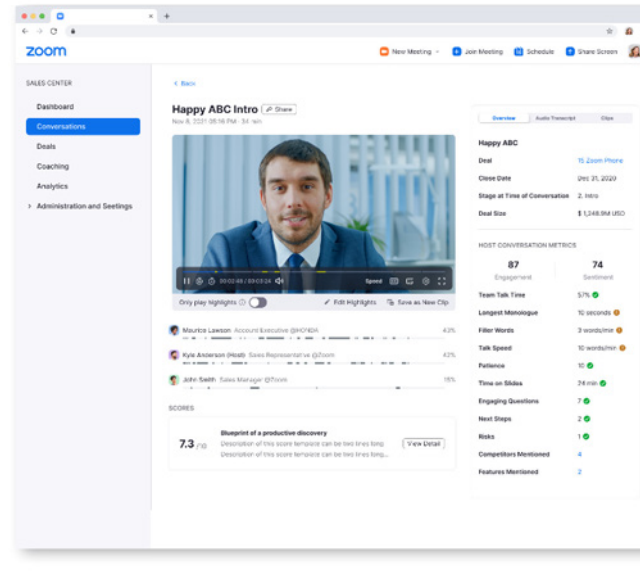 zoom
New Meeting
Join Meeting
Schedule
Share Screen
SALES CENTER
Dashboard
Conversations
Deals
Coaching
Analytics
Administration and Seetings
< Back
Happy ABC Intro
Share
Nov 8, 2021 05:16 PM · 34 min
Speed
Only play highlights
Edit Highlights
Save as New Clip
Maurice Lawson Account Executive @HONDA 43%
Kyle Anderson (Host) Sales Representative @Zoom 42%
John Smith Sales Manager @Zoom 15%
SCORES
7.3 /10
Blueprint of a productive discovery
Description of this score template can be two lines long
Description of this score template can be two lines long...
View Detail
Overview
Audio Transcript
Clips
Happy ABC
Deal 15 Zoom Phone
Close Date Dec 31, 2020
Stage at Time of Conversation 2. Intro
Deal Size $ 1,248.9M USD
HOST CONVERSATION METRICS
87 74
Engagement Sentiment
Team Talk Time 57%
Longest Monologue 10 seconds
Filler Words 3 words/min
Talk Speed 10 words/min
Patience 10
Time on Slides 24 min
Engaging Questions 7
Next Steps 2
Risks 1
Competitors Mentioned 4
Features Mentioned 2